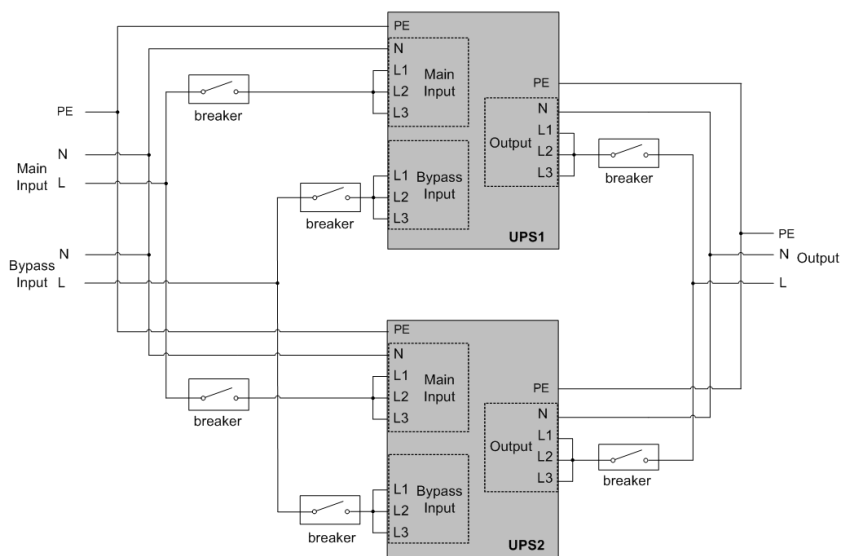 PE
N
L1
Main
L2
Input
L3
breaker
PE
PE
N
Output
L1
L2
L3
breaker
N
Main
Input
L
L1
Bypass
L2
Input
L3
breaker
UPS1
PE
N
Output
L
N
Bypass
Input
L
PE
N
L1
Main
L2
Input
L3
breaker
PE
N
Output
L1
L2
L3
breaker
L1
Bypass
L2
Input
L3
breaker
UPS2